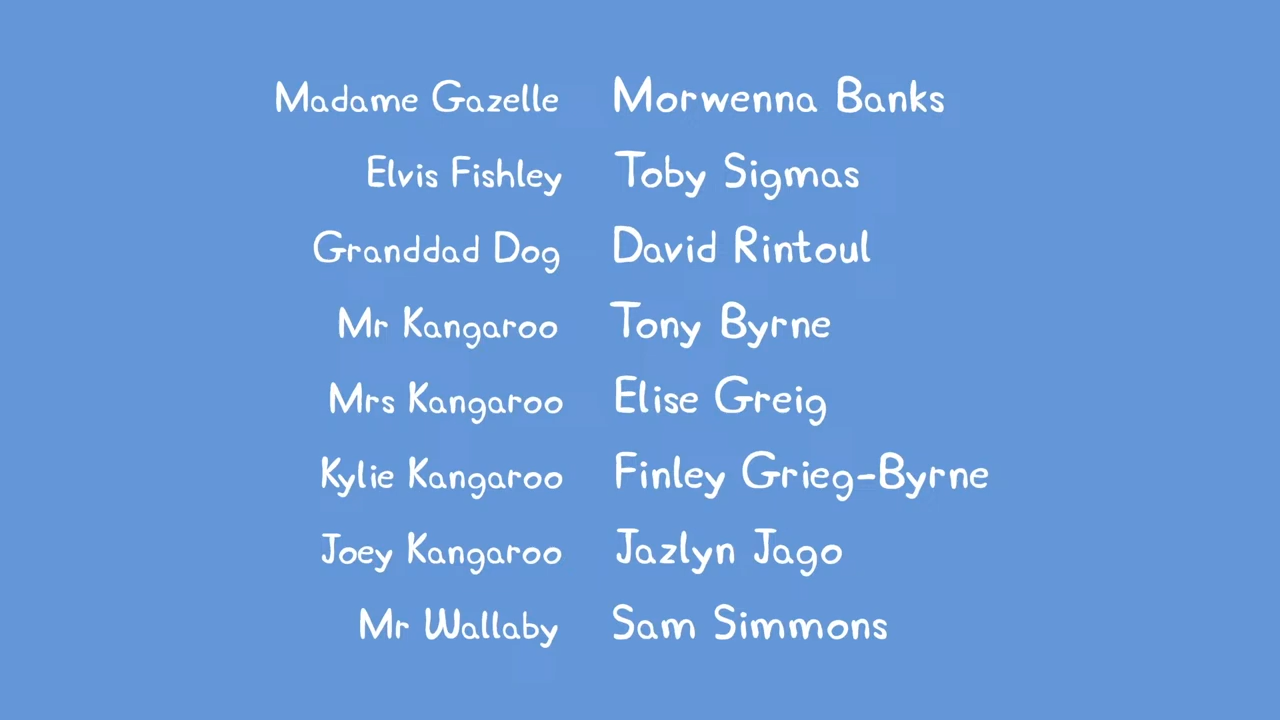 Madame Gazelle Morwenna Banks
Elvis Fishley Toby Sigmas
Granddad Dog David Rintoul
Mr Kangaroo Tony Byrne
Mrs Kangaroo Elise Greig
Kylie Kangaroo Finley Grieg-Byrne
Joey Kangaroo Jazlyn Jago
Mr Wallaby Sam Simmons